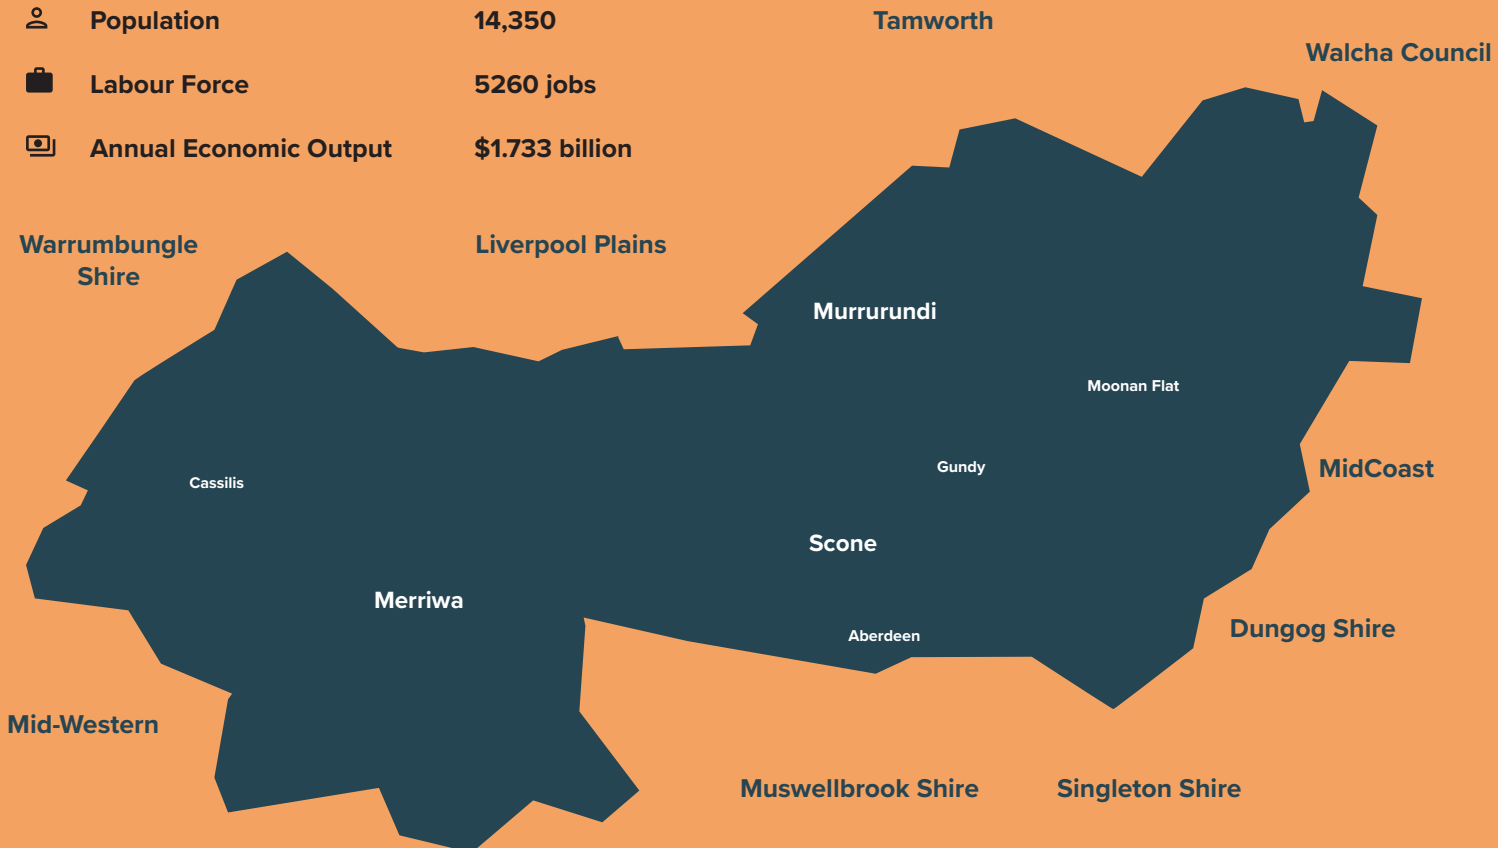 Population 14,350
Labour Force 5260 jobs
Annual Economic Output $1.733 billion
Tamworth
Walcha Council
Warrumbungle
Shire
Liverpool Plains
Murrurundi
Moonan Flat
Gundy
MidCoast
Cassilis
Scone
Merriwa
Aberdeen
Dungog Shire
Mid-Western
Muswellbrook Shire
Singleton Shire